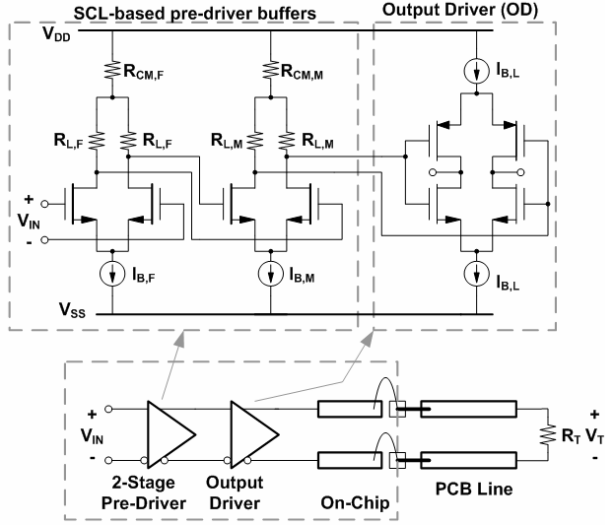 SCL-based pre-driver buffers
Output Driver (OD)
VDD
RCM,F
RCM,M
IB,L
RL,F
RL,F
RL,M
RL,M
+
VIN
-
IB,F
IB,M
IB,L
VSS
+
VIN
-
+
RT VT
-
2-Stage
Pre-Driver
Output
Driver
On-Chip
PCB Line